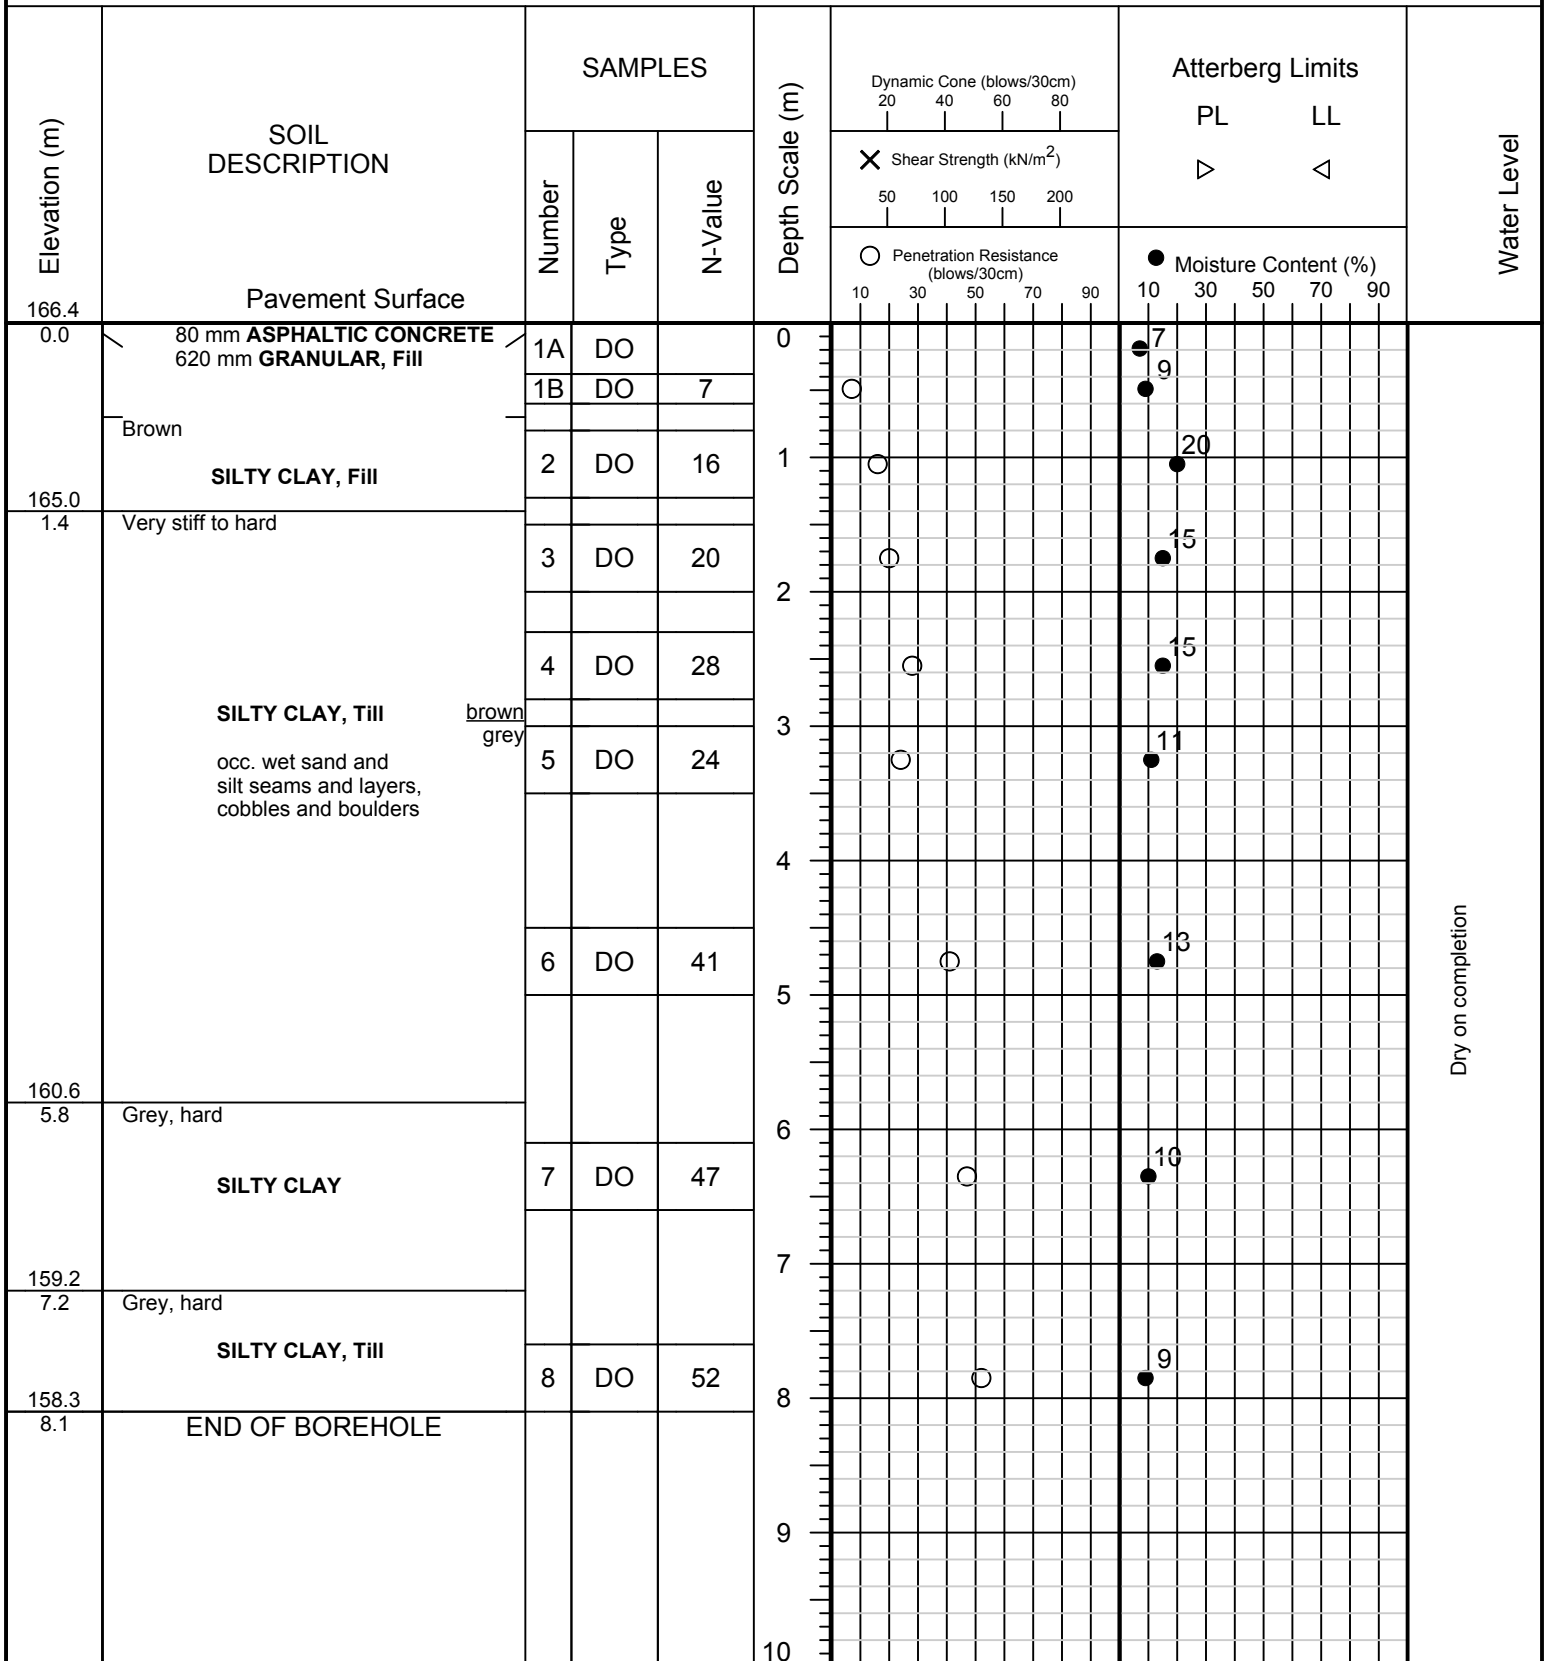 Elevation (m)
SOIL
DESCRIPTION
Pavement Surface
SAMPLES
Number
Type
N-Value
Depth Scale (m)
Dynamic Cone (blows/30cm)
20 40 60 80
Shear Strength (kN/m2)
50 100 150 200
Penetration Resistance
(blows/30cm)
10 30 50 70 90
Atterberg Limits
PL LL
Moisture Content (%)
10 30 50 70 90
Water Level
166.4
0.0
80 mm ASPHALTIC CONCRETE
620 mm GRANULAR, Fill
1A DO
0
7
1B DO 7
9
Brown
SILTY CLAY, Fill
2 DO 16
1
20
165.0
1.4
Very stiff to hard
3 DO 20
15
2
4 DO 28
15
SILTY CLAY, Till
brown
grey
3
occ. wet sand and
silt seams and layers,
cobbles and boulders
5 DO 24
11
4
6 DO 41
13
5
Dry on completion
160.6
5.8
Grey, hard
6
SILTY CLAY
7 DO 47
10
7
159.2
7.2
Grey, hard
SILTY CLAY, Till
8 DO 52
9
8
158.3
8.1
END OF BOREHOLE
9
10